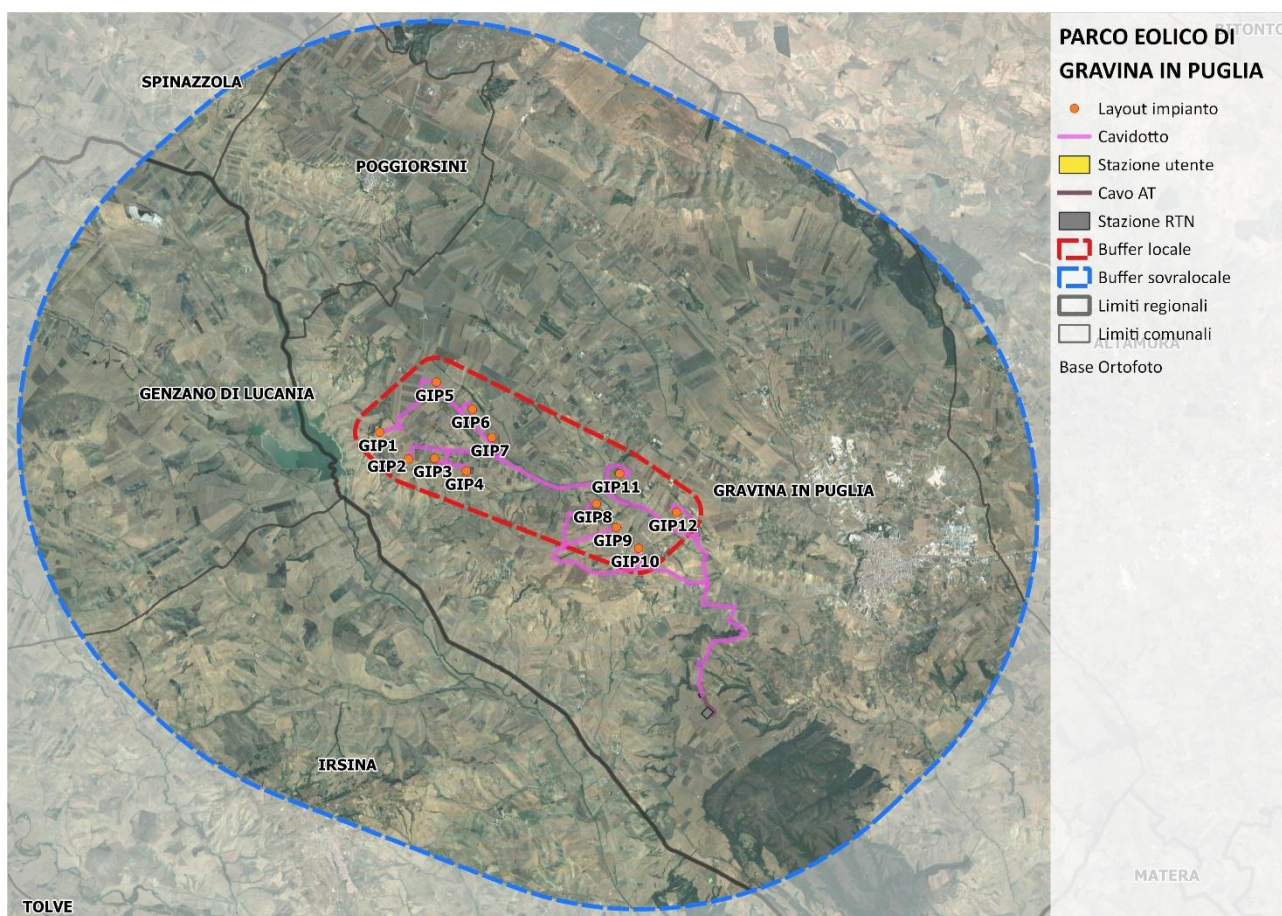 BITONTO
PARCO EOLICO DI
GRAVINA IN PUGLIA
Layout impianto
Cavidotto
Stazione utente
Cavo AT
Stazione RTN
Buffer locale
Buffer sovralocale
Limiti regionali
Limiti comunali
ALTAMURA
Base Ortofoto
SPINAZZOLA
POGGIORSINI
GENZANO DI LUCANIA
GIP5
GIP6
GIP1
GIP7
GIP2
GIP3
GIP4
GIP11
GRAVINA IN PUGLIA
GIP8
GIP12
GIP9
GIP10
IRSINA
MATERA
TOLVE